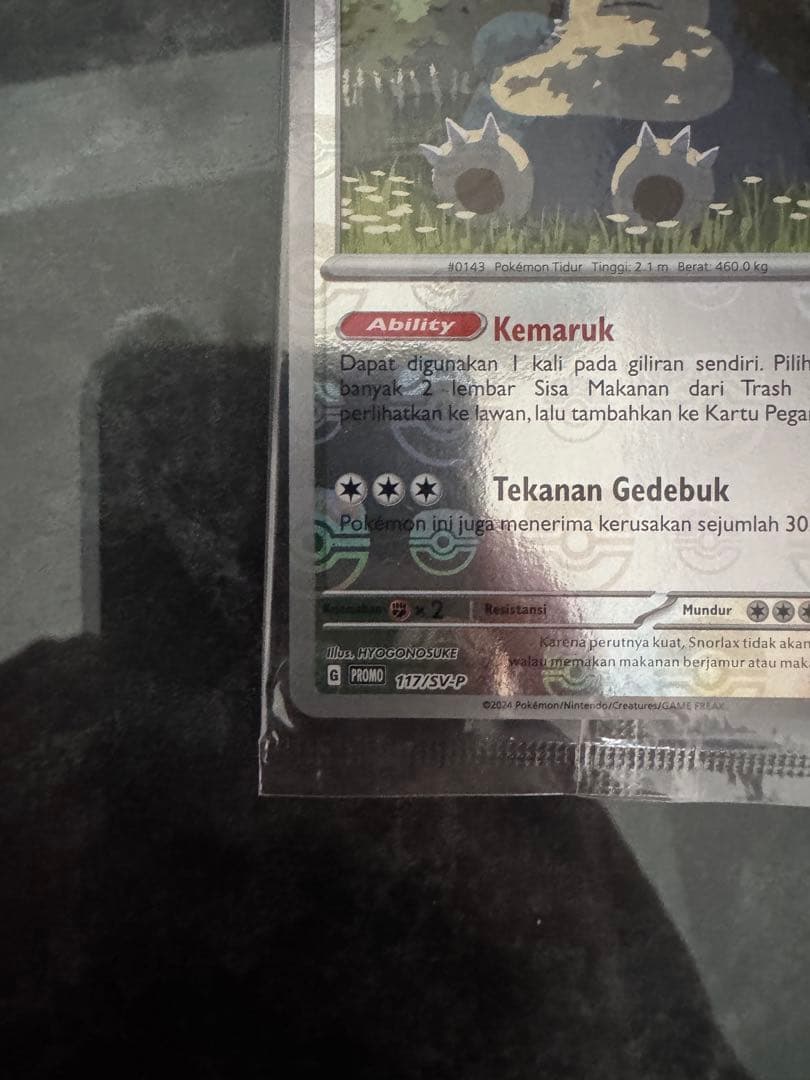 #0143 Pokémon Tidur Tinggi: 2.1 m Berat: 460.0 kg
Ability Kemaruk
Dapat digunakan 1 kali pada giliran sendiri. Pilih
banyak 2 lembar Sisa Makanan dari Trash
perlihatkan ke lawan, lalu tambahkan ke Kartu Pegan
Tekanan Gedebuk
Pokémon ini juga menerima kerusakan sejumlah 30
Kelemahan × 2 Resistansi Mundur
Illus. HYOGONOSUKE
Karena perutnya kuat, Snorlax tidak akan
G PROMO 117/SV-P
walau memakan makanan berjamur atau mak
©2024 Pokémon/Nintendo/Creatures/GAME FREAK